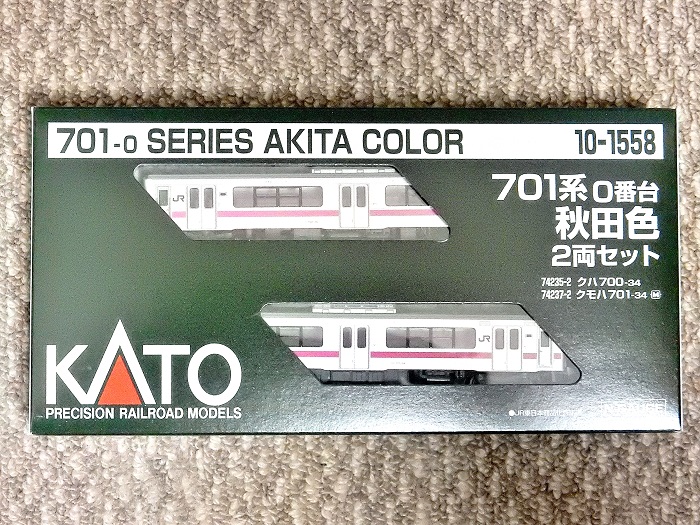 701-0 SERIES AKITA COLOR
10-1558
701系 0番台
秋田色
2両セット
74235-2 クハ700-34
74237-2 クモハ701-34 M
JR
JR
KATO
PRECISION RAILROAD MODELS